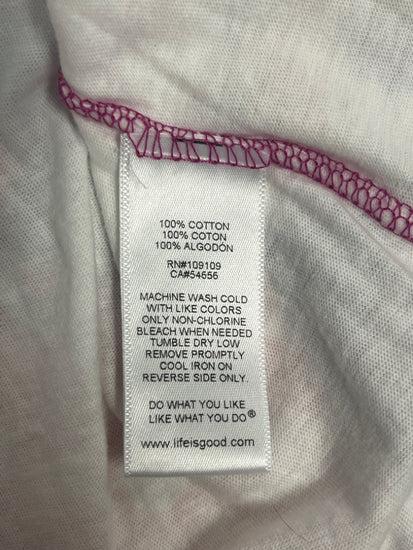 100% COTTON
100% COTON
100% ALGODÓN
RN#109109
CA#54656
MACHINE WASH COLD
WITH LIKE COLORS
ONLY NON-CHLORINE
BLEACH WHEN NEEDED
TUMBLE DRY LOW
REMOVE PROMPTLY
COOL IRON ON
REVERSE SIDE ONLY.
DO WHAT YOU LIKE
LIKE WHAT YOU DO®
www.lifeisgood.com